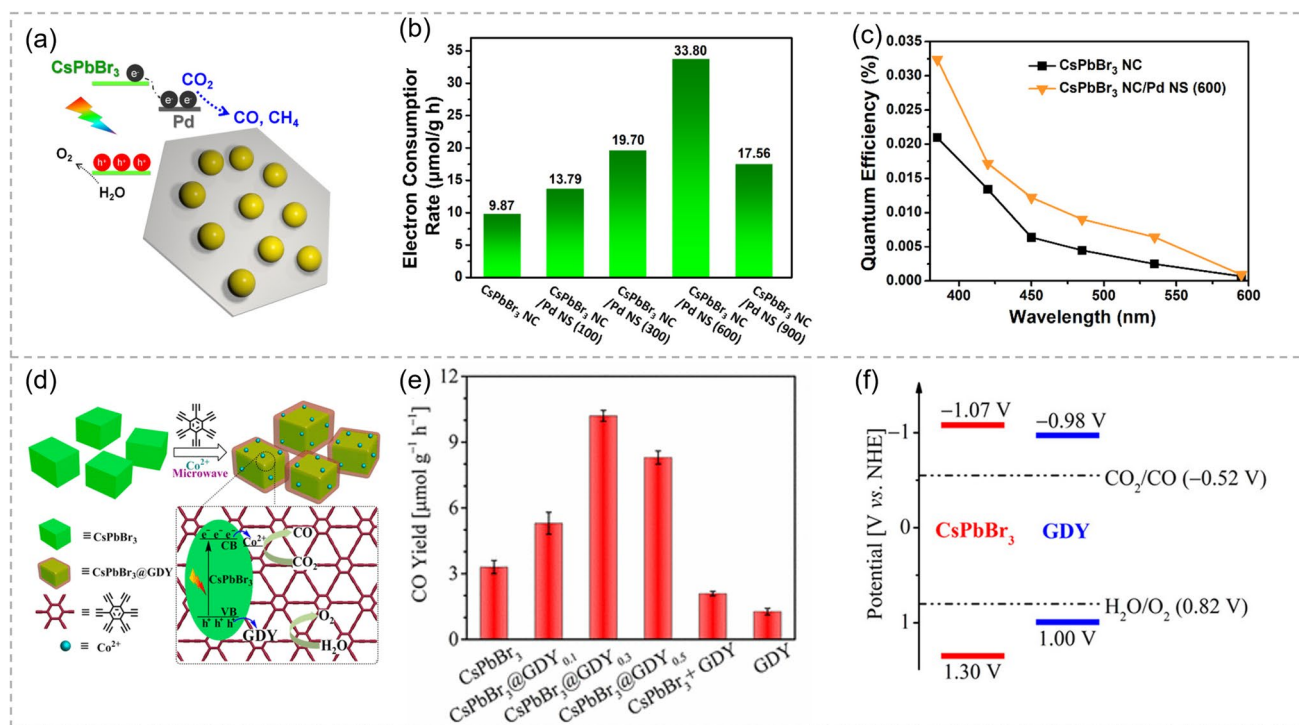 (a)
CsPbBr₃
e⁻
CO₂
e⁻ e⁻
Pd
CO, CH₄
O₂
h⁺ h⁺ h⁺
H₂O
(b)
Electron Consumptior
Rate (μmol/g h)
35
30
25
20
15
10
5
0
9.87
13.79
19.70
33.80
17.56
CsPbBr₃ NC
CsPbBr₃ NC
/Pd NS (100)
CsPbBr₃ NC
/Pd NS (300)
CsPbBr₃ NC
/Pd NS (600)
CsPbBr₃ NC
/Pd NS (900)
(c)
Quantum Efficiency (%)
0.035
0.030
0.025
0.020
0.015
0.010
0.005
0.000
CsPbBr₃ NC
CsPbBr₃ NC/Pd NS (600)
400
450
500
550
600
Wavelength (nm)
(d)
Co²⁺
Microwave
≡CsPbBr₃
≡CsPbBr₃@GDY
≡
≡ Co²⁺
e⁻ e⁻ e⁻
CB
Co²⁺
CO
CO₂
CsPbBr₃
VB
h⁺ h⁺ h⁺
GDY
O₂
H₂O
(e)
CO Yield [μmol g⁻¹ h⁻¹]
12
9
6
3
0
CsPbBr₃
CsPbBr₃@GDY₀.₁
CsPbBr₃@GDY₀.₃
CsPbBr₃@GDY₀.₅
CsPbBr₃+ GDY
GDY
(f)
Potential [V vs. NHE]
−1
0
1
−1.07 V
−0.98 V
CO₂/CO (−0.52 V)
CsPbBr₃
GDY
H₂O/O₂ (0.82 V)
1.00 V
1.30 V